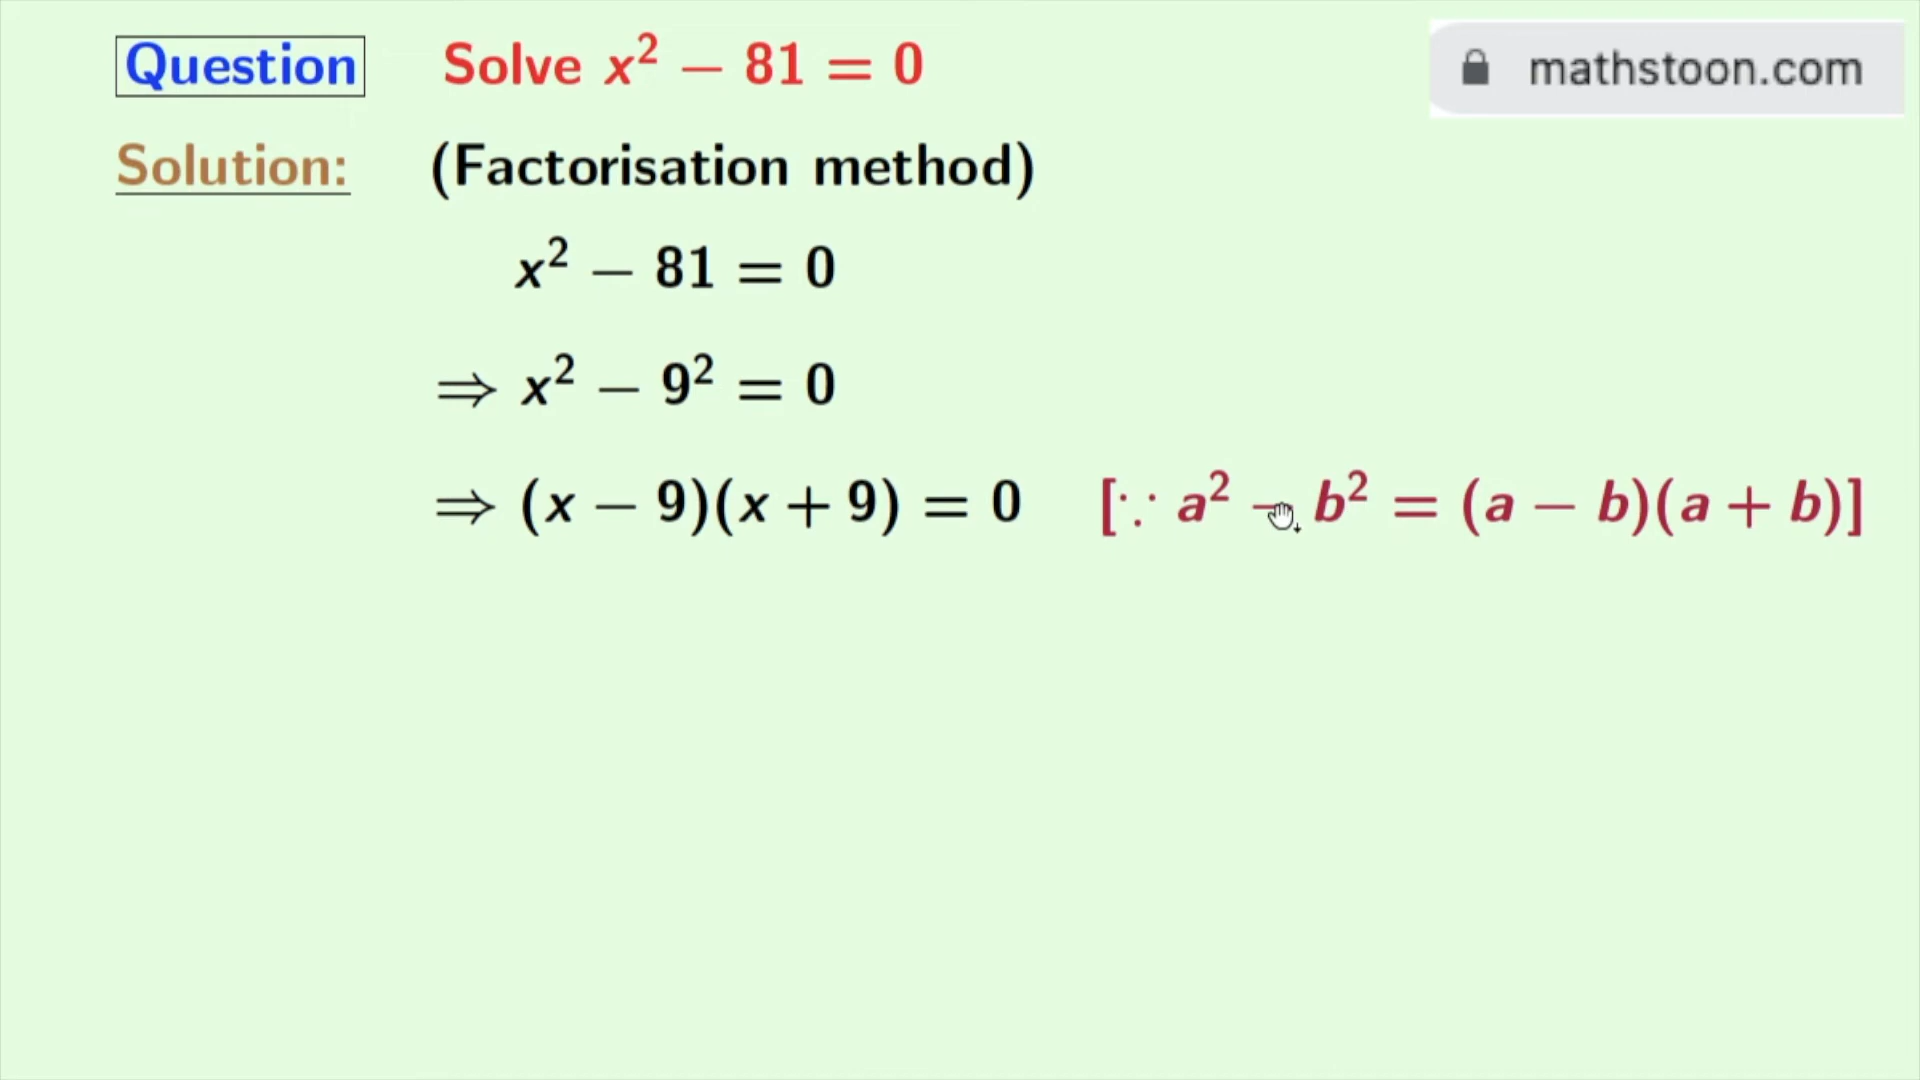 Question Solve x² − 81 = 0
mathstoon.com
Solution: (Factorisation method)
x² − 81 = 0
⇒ x² − 9² = 0
⇒ (x − 9)(x + 9) = 0 [∵ a² − b² = (a − b)(a + b)]